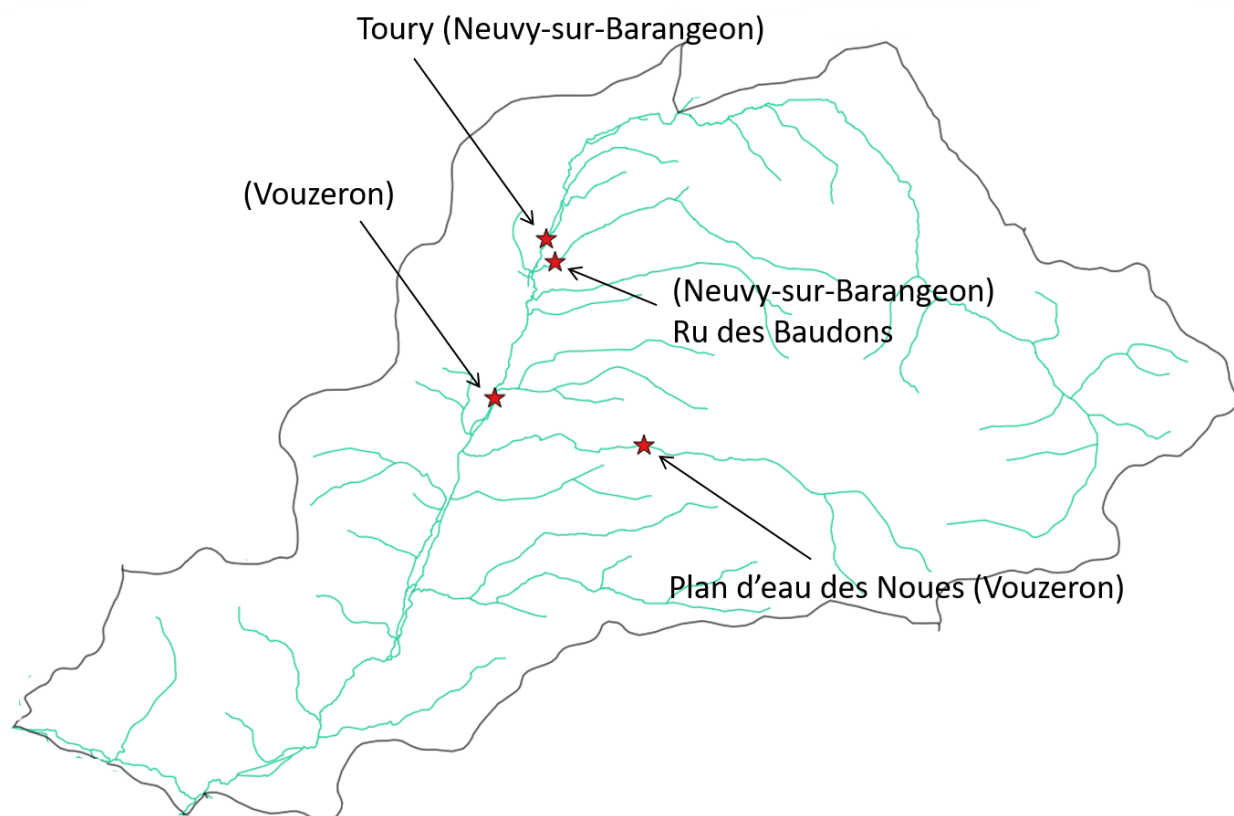 Toury (Neuvy-sur-Barangeon)
(Vouzeron)
(Neuvy-sur-Barangeon)
Ru des Baudons
Plan d'eau des Noues (Vouzeron)